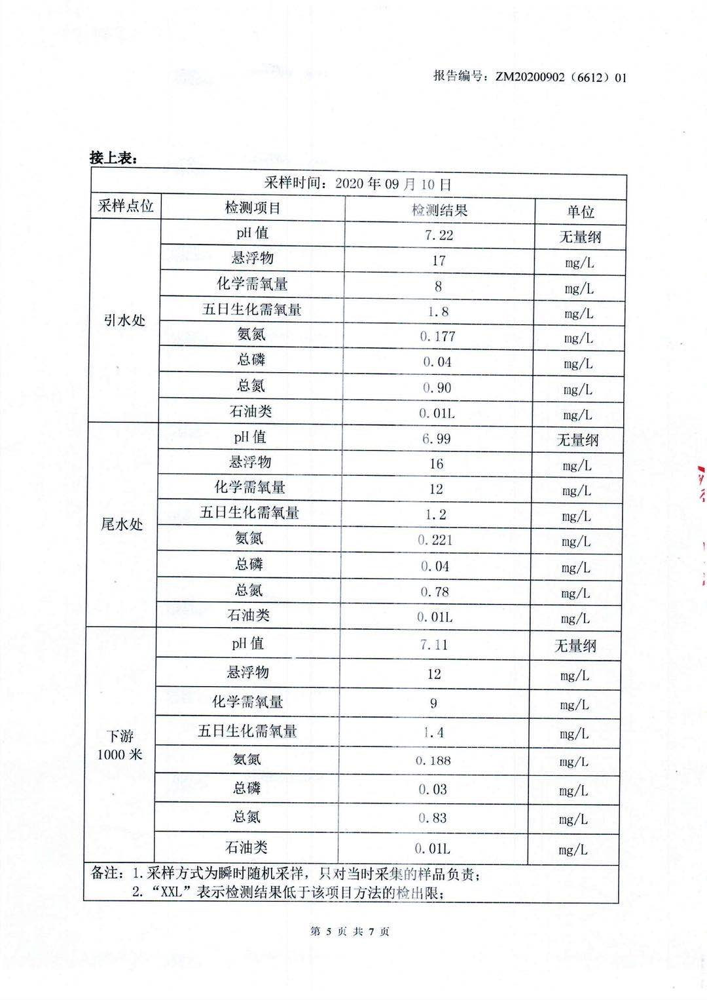 报告编号：ZM20200902（6612）01
接上表：
采样时间：2020 年 09 月 10 日
采样点位 检测项目 检测结果 单位
引水处
pH 值 7.22 无量纲
悬浮物 17 mg/L
化学需氧量 8 mg/L
五日生化需氧量 1.8 mg/L
氨氮 0.177 mg/L
总磷 0.04 mg/L
总氮 0.90 mg/L
石油类 0.01L mg/L
尾水处
pH 值 6.99 无量纲
悬浮物 16 mg/L
化学需氧量 12 mg/L
五日生化需氧量 1.2 mg/L
氨氮 0.221 mg/L
总磷 0.04 mg/L
总氮 0.78 mg/L
石油类 0.01L mg/L
下游
1000 米
pH 值 7.11 无量纲
悬浮物 12 mg/L
化学需氧量 9 mg/L
五日生化需氧量 1.4 mg/L
氨氮 0.188 mg/L
总磷 0.03 mg/L
总氮 0.83 mg/L
石油类 0.01L mg/L
备注：1.采样方式为瞬时随机采样，只对当时采集的样品负责；
2.“XXL”表示检测结果低于该项目方法的检出限；
第 5 页 共 7 页